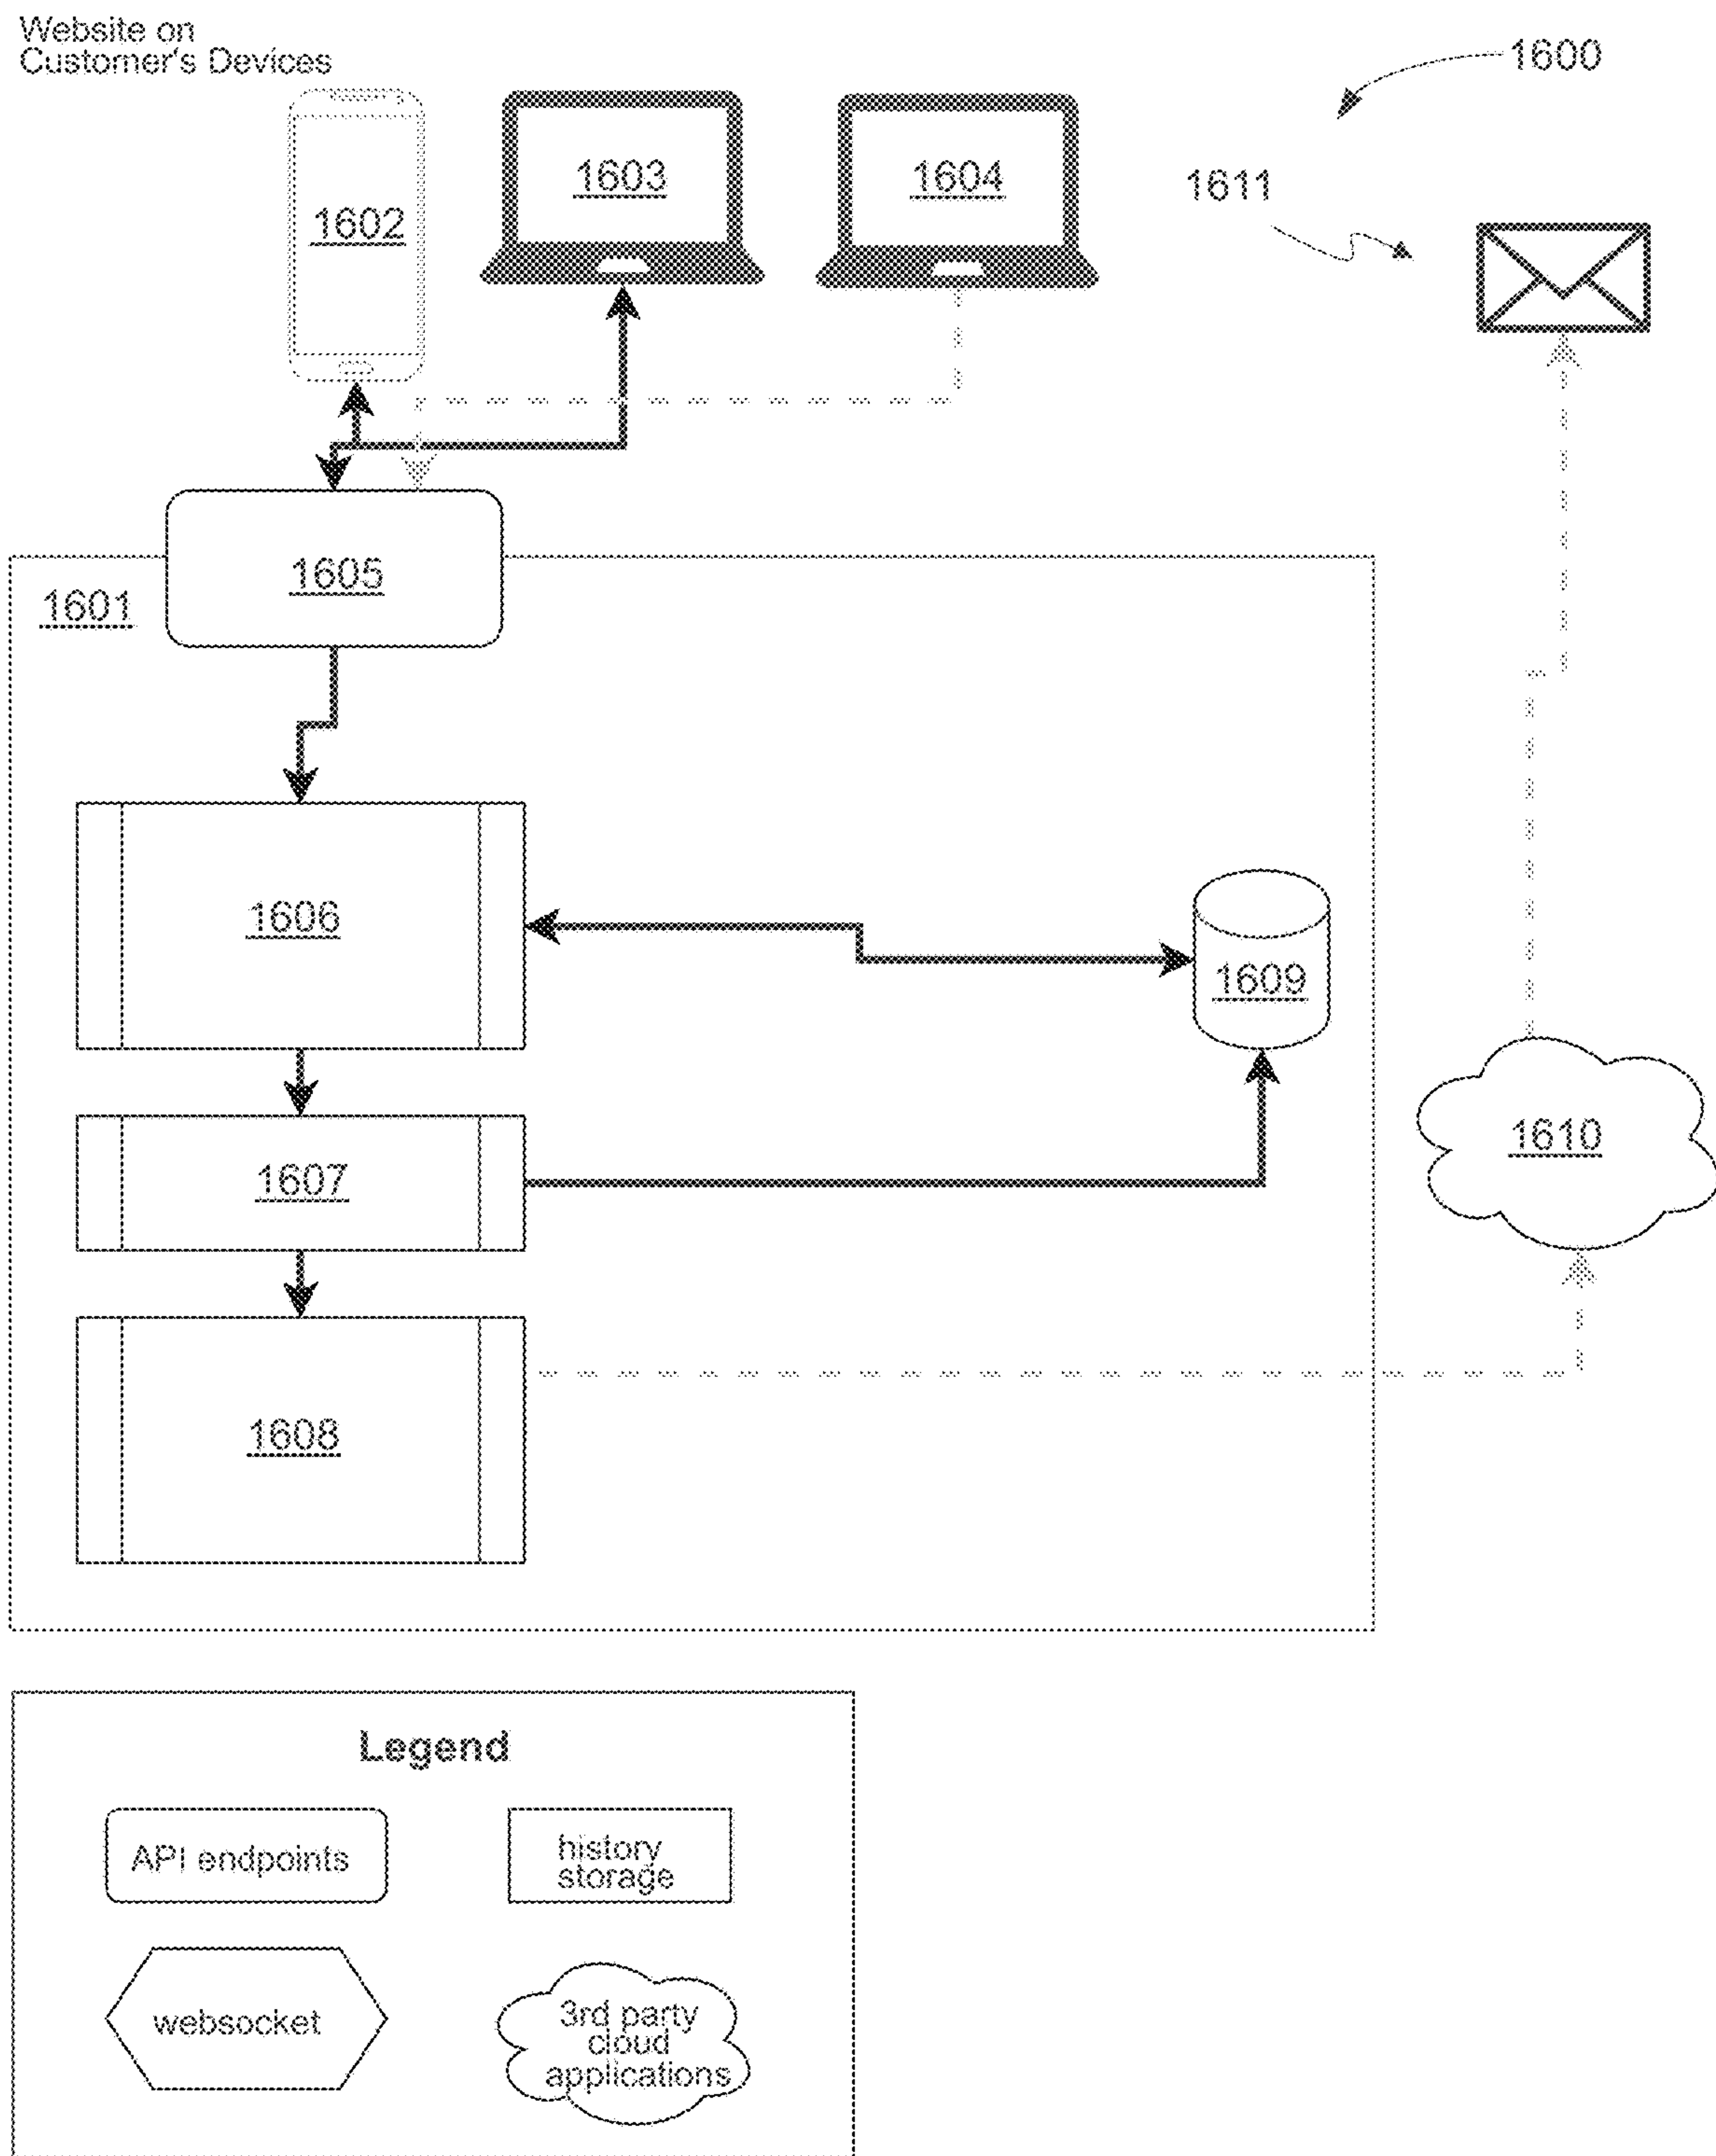 Website on
Customer's Devices
1600
1602
1603
1604
1611
1605
1601
1606
1609
1610
1607
1608
Legend
API endpoints
history
storage
websocket
3rd party
cloud
applications